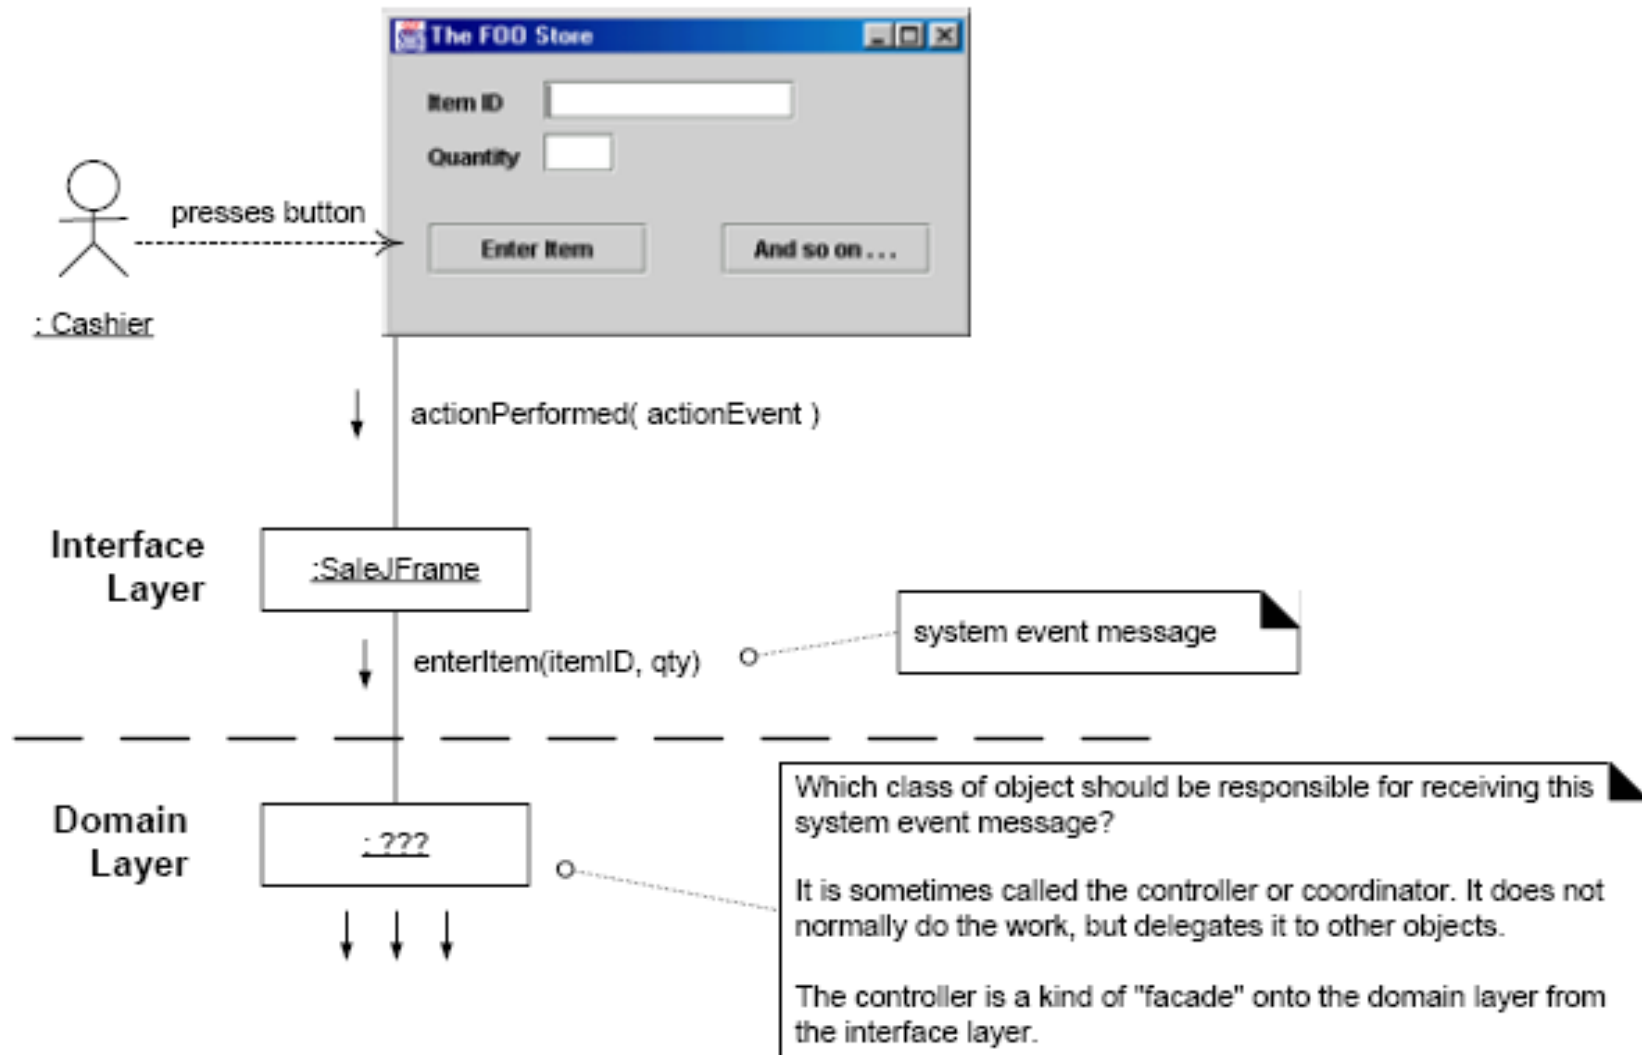 The FOO Store
Item ID
Quantity
presses button
Enter Item
And so on . . .
: Cashier
actionPerformed( actionEvent )
Interface
Layer
:SaleJFrame
system event message
enterItem(itemID, qty)
Domain
Layer
: ???
Which class of object should be responsible for receiving this
system event message?
It is sometimes called the controller or coordinator. It does not
normally do the work, but delegates it to other objects.
The controller is a kind of "facade" onto the domain layer from
the interface layer.